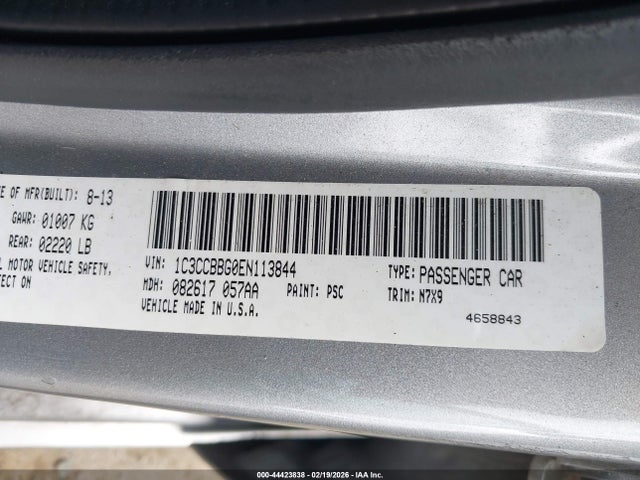 E OF MFR(BUILT): 8-13
GAWR: 01007 KG
REAR: 02220 LB
L MOTOR VEHICLE SAFETY,
FECT ON
VIN: 1C3CCBBG0EN113844
TYPE: PASSENGER CAR
MDH: 082617 057AA
PAINT: PSC
TRIM: N7X9
VEHICLE MADE IN U.S.A.
4658843
000-44423838 - 02/19/2026 - IAA Inc.